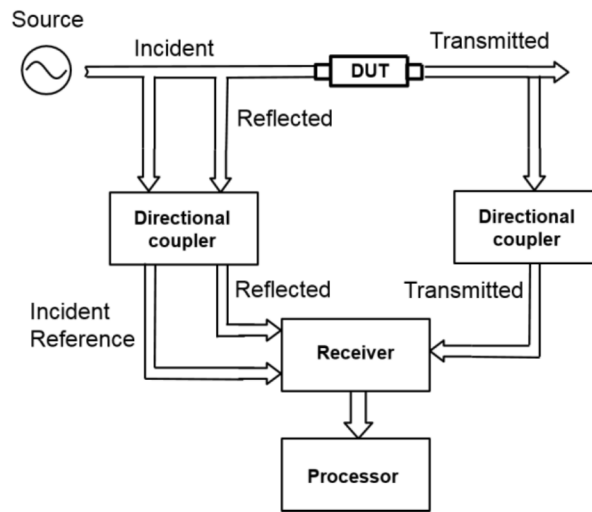 Source
Incident
DUT
Transmitted
Reflected
Directional
coupler
Directional
coupler
Incident
Reference
Reflected
Transmitted
Receiver
Processor